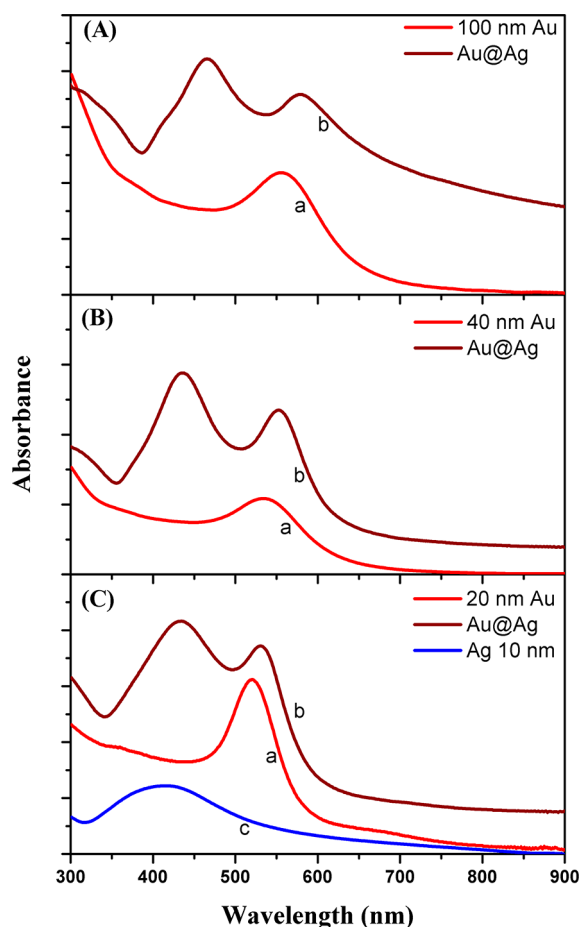 (A)
100 nm Au
Au@Ag
b
a
(B)
40 nm Au
Au@Ag
b
a
(C)
20 nm Au
Au@Ag
Ag 10 nm
b
a
c
Absorbance
300 400 500 600 700 800 900
Wavelength (nm)